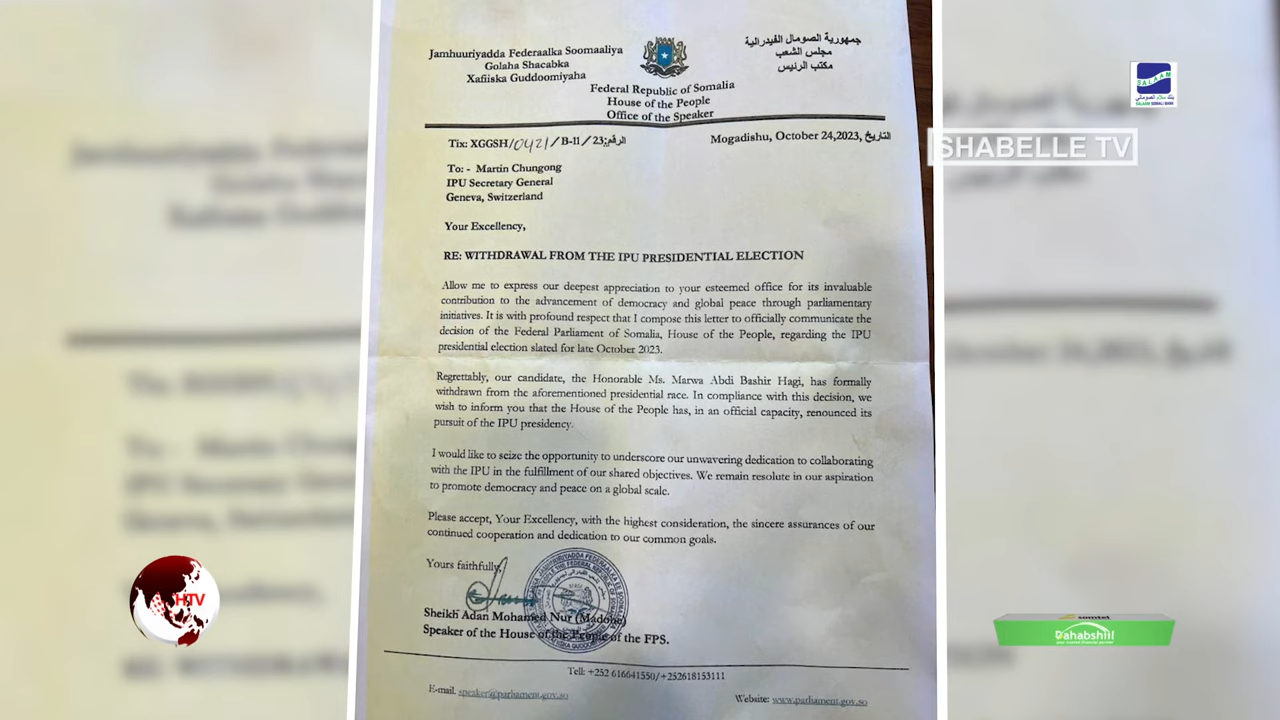 Jamhuuriyadda Federaalka Soomaaliya
Golaha Shacabka
Xafiiska Guddoomiyaha
جمهورية الصومال الفيدرالية
مجلس الشعب
مكتب الرئيس
Federal Republic of Somalia
House of the People
Office of the Speaker
Tix: XGGSH/0421/B-11/23:الرقم
Mogadishu, October 24,2023, التاريخ
To: - Martin Chungong
IPU Secretary General
Geneva, Switzerland
Your Excellency,
RE: WITHDRAWAL FROM THE IPU PRESIDENTIAL ELECTION
Allow me to express our deepest appreciation to your esteemed office for its invaluable
contribution to the advancement of democracy and global peace through parliamentary
initiatives. It is with profound respect that I compose this letter to officially communicate the
decision of the Federal Parliament of Somalia, House of the People, regarding the IPU
presidential election slated for late October 2023.
Regrettably, our candidate, the Honorable Ms. Marwa Abdi Bashir Hagi, has formally
withdrawn from the aforementioned presidential race. In compliance with this decision, we
wish to inform you that the House of the People has, in an official capacity, renounced its
pursuit of the IPU presidency.
I would like to seize the opportunity to underscore our unwavering dedication to collaborating
with the IPU in the fulfillment of our shared objectives. We remain resolute in our aspiration
to promote democracy and peace on a global scale.
Please accept, Your Excellency, with the highest consideration, the sincere assurances of our
continued cooperation and dedication to our common goals.
Yours faithfully,
Sheikh Adan Mohamed Nur (Madobe)
Speaker of the House of the People of the FPS.
Tell: +252 616641550/+252618153111
E-mail. speaker@parliament.gov.so
Website: www.parliament.gov.so
SALAAM
بنك سلام الصومالي
SALAAM SOMALI BANK
SHABELLE TV
HTV
somtel
Dahabshiil